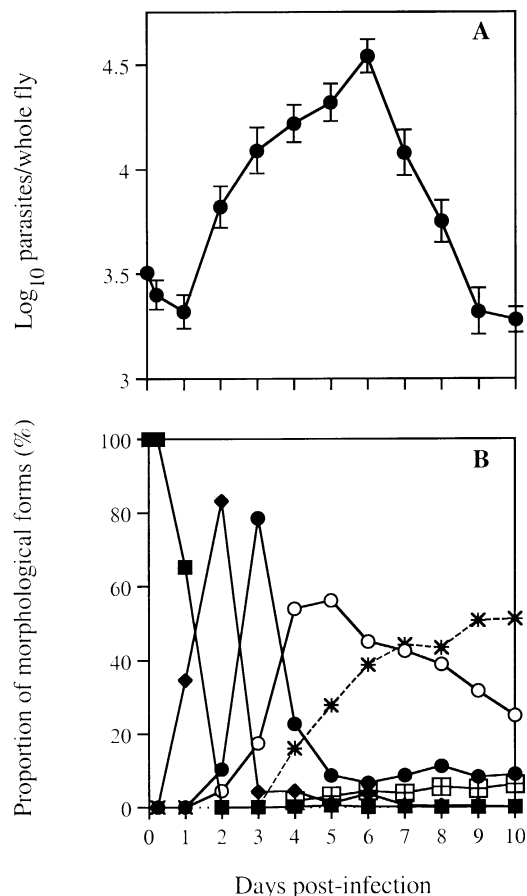 A
Log10 parasites/whole fly
4.5
4
3.5
3
B
Proportion of morphological forms (%)
100
80
60
40
20
0
0 1 2 3 4 5 6 7 8 9 10
Days post-infection